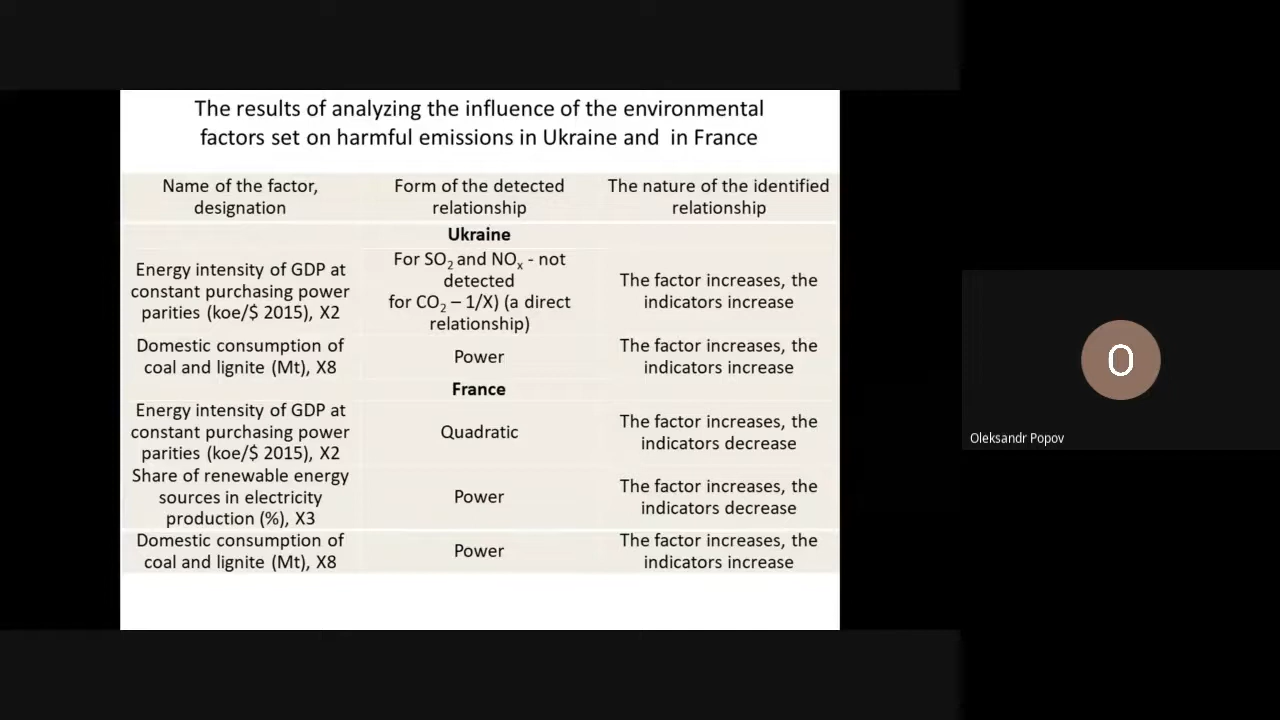 The results of analyzing the influence of the environmental
factors set on harmful emissions in Ukraine and  in France
Name of the factor,
designation
Form of the detected
relationship
The nature of the identified
relationship
Ukraine
Energy intensity of GDP at
constant purchasing power
parities (koe/$ 2015), X2
For SO₂ and NOₓ - not
detected
for CO₂ – 1/X) (a direct
relationship)
The factor increases, the
indicators increase
Domestic consumption of
coal and lignite (Mt), X8
Power
The factor increases, the
indicators increase
France
Energy intensity of GDP at
constant purchasing power
parities (koe/$ 2015), X2
Quadratic
The factor increases, the
indicators decrease
Share of renewable energy
sources in electricity
production (%), X3
Power
The factor increases, the
indicators decrease
Domestic consumption of
coal and lignite (Mt), X8
Power
The factor increases, the
indicators increase
O
Oleksandr Popov